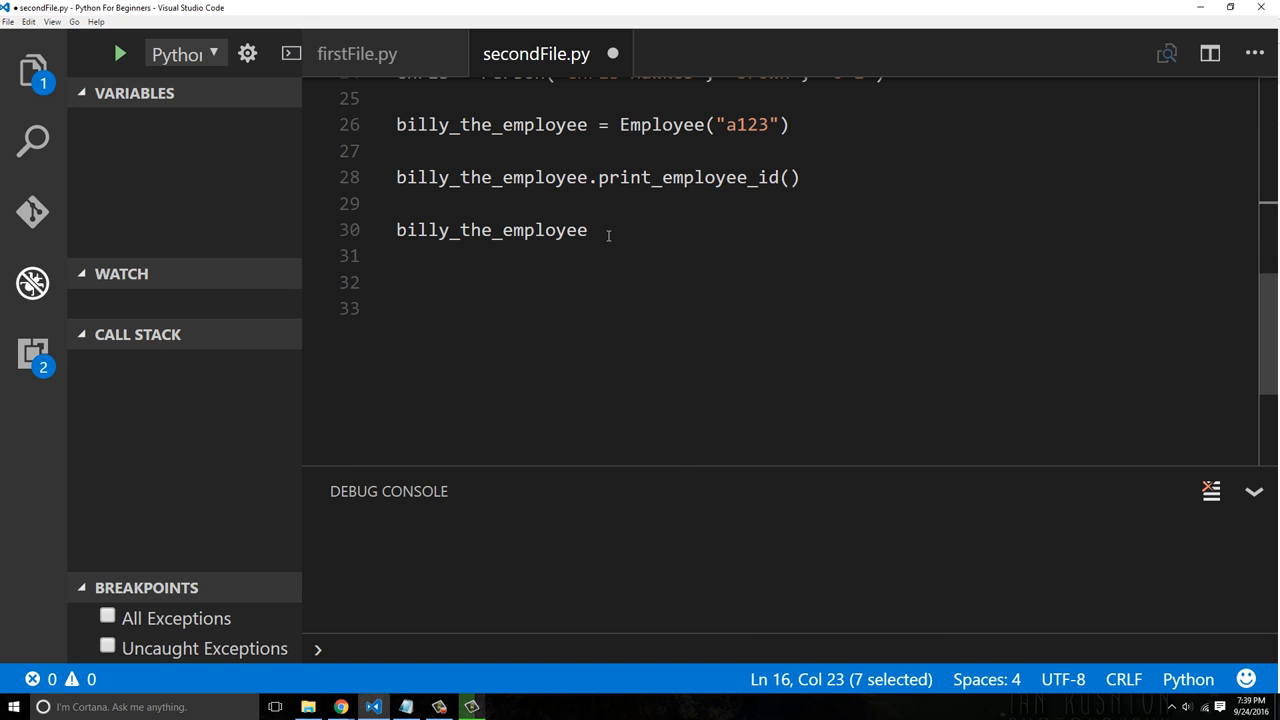 ● secondFile.py - Python For Beginners - Visual Studio Code
File Edit View Go Help
1
Pythor
firstFile.py
secondFile.py
VARIABLES
WATCH
CALL STACK
2
BREAKPOINTS
All Exceptions
Uncaught Exceptions
25
26 billy_the_employee = Employee("a123")
27
28 billy_the_employee.print_employee_id()
29
30 billy_the_employee
31
32
33
DEBUG CONSOLE
0 0
Ln 16, Col 23 (7 selected) Spaces: 4 UTF-8 CRLF Python
I'm Cortana. Ask me anything.
7:39 PM
9/24/2016